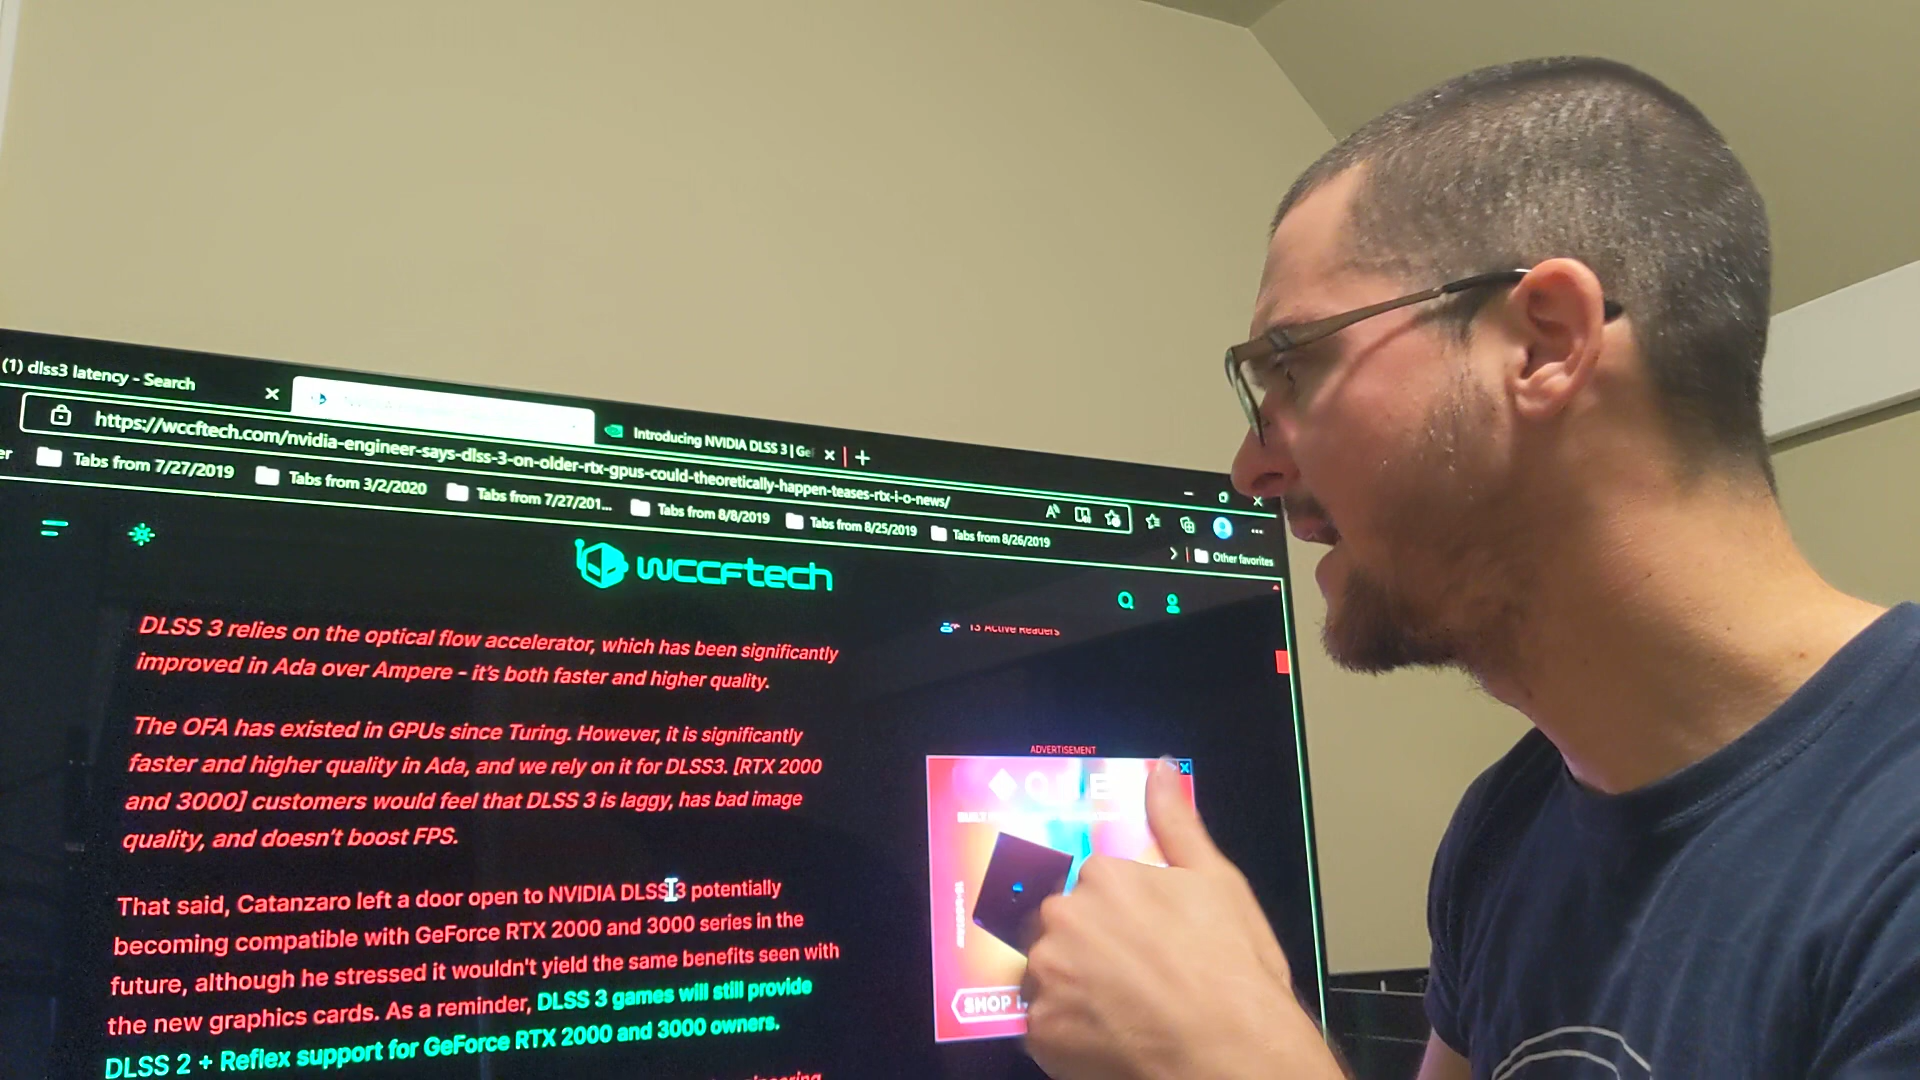 (1) dlss3 latency - Search
Introducing NVIDIA DLSS 3 | Ge
https://wccftech.com/nvidia-engineer-says-dlss-3-on-older-rtx-gpus-could-theoretically-happen-teases-rtx-i-o-news/
er
Tabs from 7/27/2019
Tabs from 3/2/2020
Tabs from 7/27/201...
Tabs from 8/8/2019
Tabs from 8/25/2019
Tabs from 8/26/2019
Other favorites
wccftech
13 Active Readers
DLSS 3 relies on the optical flow accelerator, which has been significantly
improved in Ada over Ampere - it's both faster and higher quality.
The OFA has existed in GPUs since Turing. However, it is significantly
faster and higher quality in Ada, and we rely on it for DLSS3. [RTX 2000
and 3000] customers would feel that DLSS 3 is laggy, has bad image
quality, and doesn't boost FPS.
That said, Catanzaro left a door open to NVIDIA DLSS 3 potentially
becoming compatible with GeForce RTX 2000 and 3000 series in the
future, although he stressed it wouldn't yield the same benefits seen with
the new graphics cards. As a reminder, DLSS 3 games will still provide
DLSS 2 + Reflex support for GeForce RTX 2000 and 3000 owners.
ADVERTISEMENT
SHOP